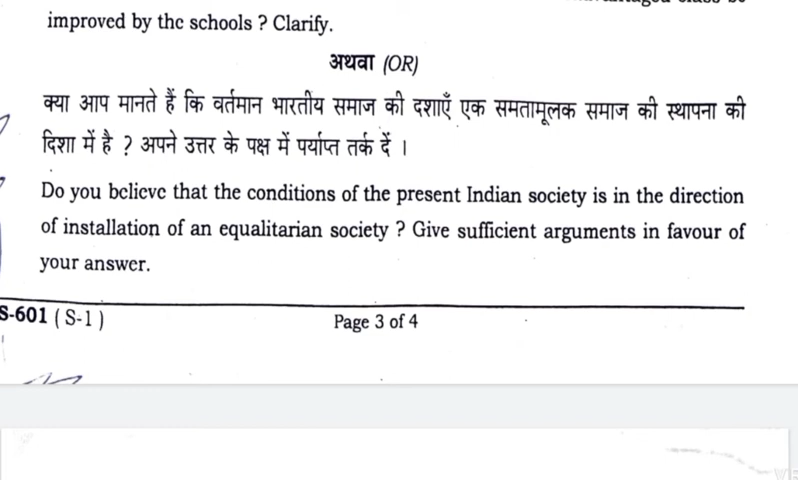 improved by the schools ? Clarify.
अथवा (OR)
क्या आप मानते हैं कि वर्तमान भारतीय समाज की दशाएँ एक समतामूलक समाज की स्थापना की
दिशा में है ? अपने उत्तर के पक्ष में पर्याप्त तर्क दें ।
Do you believe that the conditions of the present Indian society is in the direction
of installation of an equalitarian society ? Give sufficient arguments in favour of
your answer.
S-601 ( S-1 )
Page 3 of 4